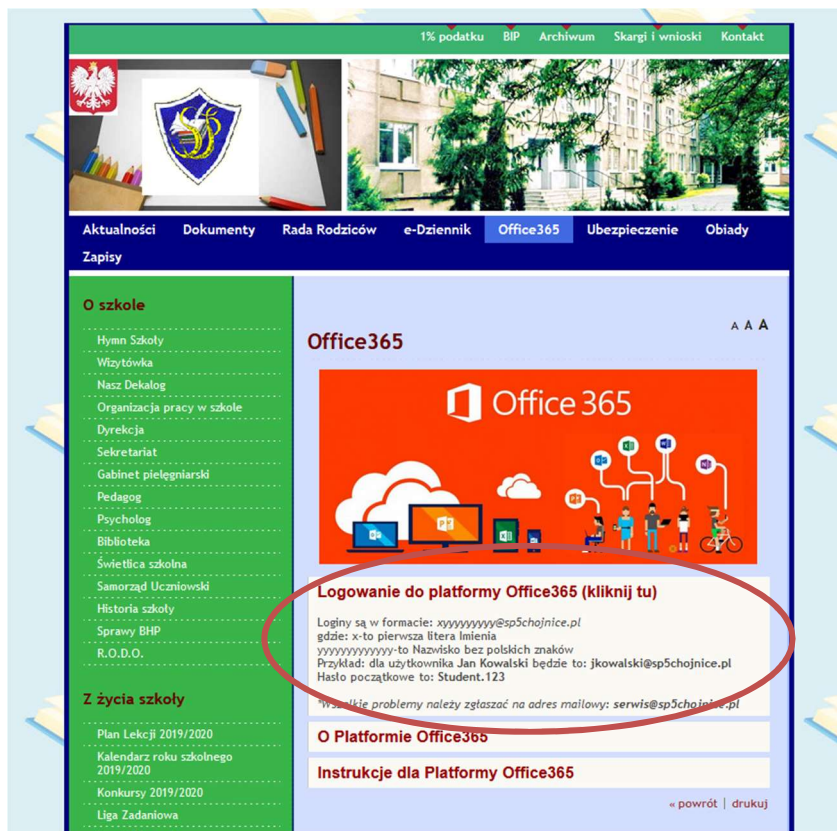 1% podatku BIP Archiwum Skargi i wnioski Kontakt
Aktualności Dokumenty Rada Rodziców e-Dziennik Office365 Ubezpieczenie Obiady
Zapisy
O szkole
Hymn Szkoły
Wizytówka
Nasz Dekalog
Organizacja pracy w szkole
Dyrekcja
Sekretariat
Gabinet pielęgniarski
Pedagog
Psycholog
Biblioteka
Świetlica szkolna
Samorząd Uczniowski
Historia szkoły
Sprawy BHP
R.O.D.O.
Z życia szkoły
Plan Lekcji 2019/2020
Kalendarz roku szkolnego
2019/2020
Konkursy 2019/2020
Liga Zadaniowa
A A A
Office365
Office 365
Logowanie do platformy Office365 (kliknij tu)
Loginy są w formacie: xyyyyyyyy@sp5chojnice.pl
gdzie: x-to pierwsza litera Imienia
yyyyyyyyyyyyy-to Nazwisko bez polskich znaków
Przykład: dla użytkownika Jan Kowalski będzie to: jkowalski@sp5chojnice.pl
Hasło początkowe to: Student.123
*Wszelkie problemy należy zgłaszać na adres mailowy: serwis@sp5chojnice.pl
O Platformie Office365
Instrukcje dla Platformy Office365
« powrót | drukuj